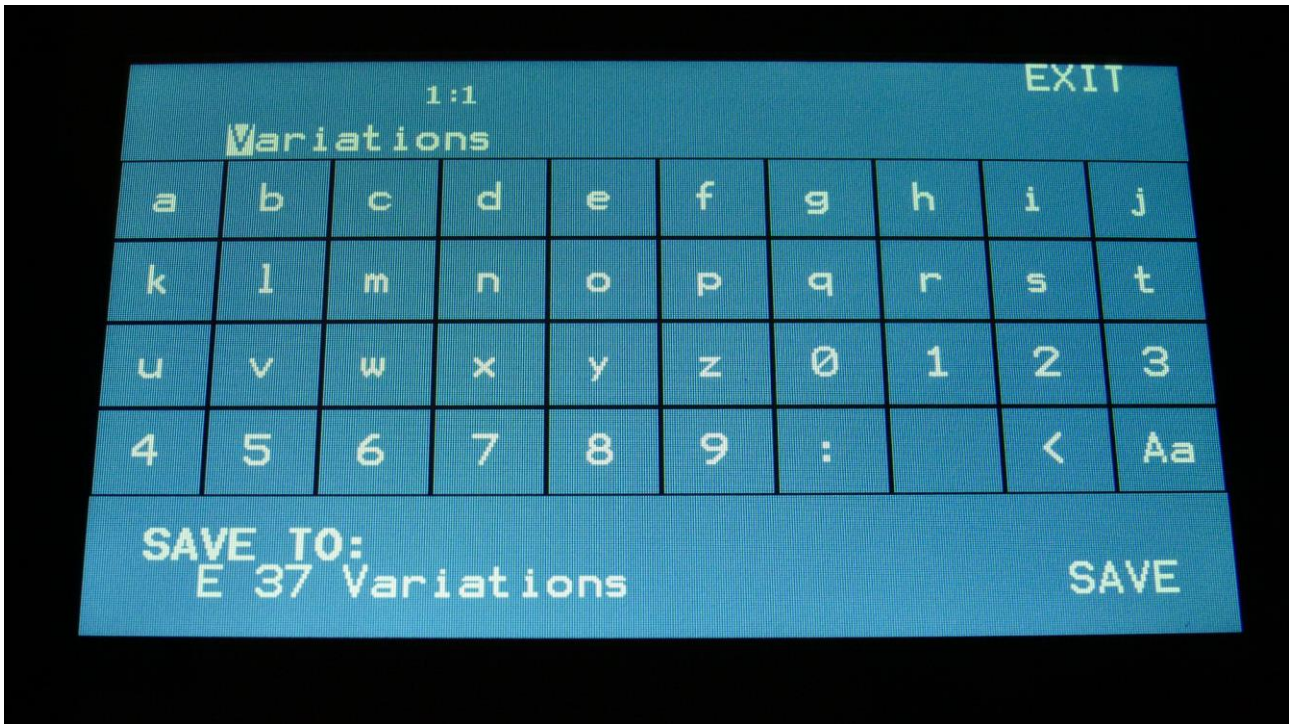 EXIT
1:1
Variations
a b c d e f g h i j
k l m n o p q r s t
u v w x y z 0 1 2 3
4 5 6 7 8 9 : < Aa
SAVE TO:
E 37 Variations
SAVE